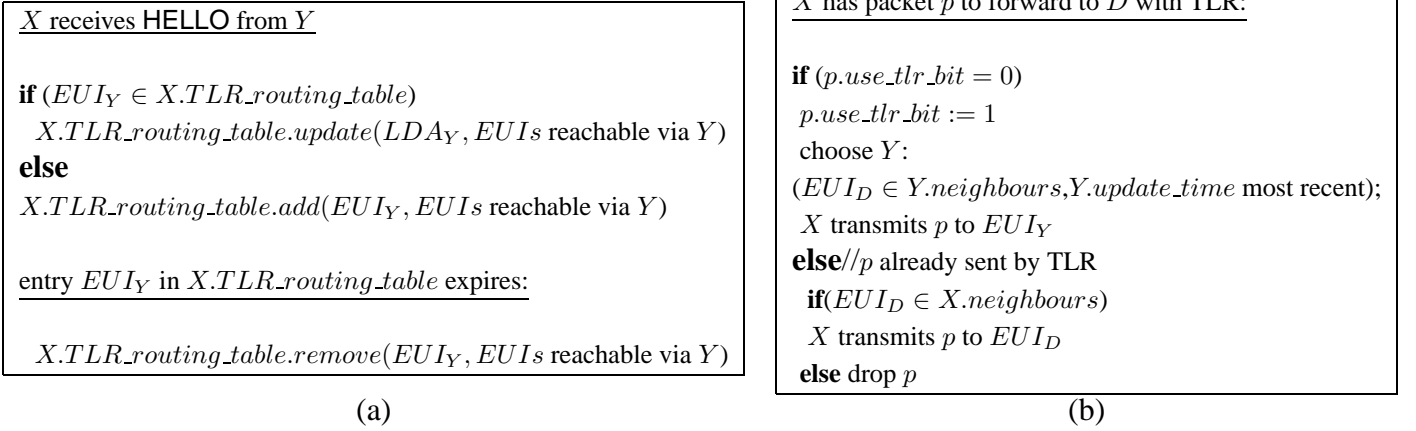 X receives HELLO from Y
if (EUI_Y ∈ X.TLR_routing_table)
X.TLR_routing_table.update(LDA_Y, EUIs reachable via Y)
else
X.TLR_routing_table.add(EUI_Y, EUIs reachable via Y)
entry EUI_Y in X.TLR_routing_table expires:
X.TLR_routing_table.remove(EUI_Y, EUIs reachable via Y)
(a)
X has packet p to forward to D with TLR:
if (p.use_tlr_bit = 0)
p.use_tlr_bit := 1
choose Y:
(EUI_D ∈ Y.neighbours,Y.update_time most recent);
X transmits p to EUI_Y
else//p already sent by TLR
if(EUI_D ∈ X.neighbours)
X transmits p to EUI_D
else drop p
(b)